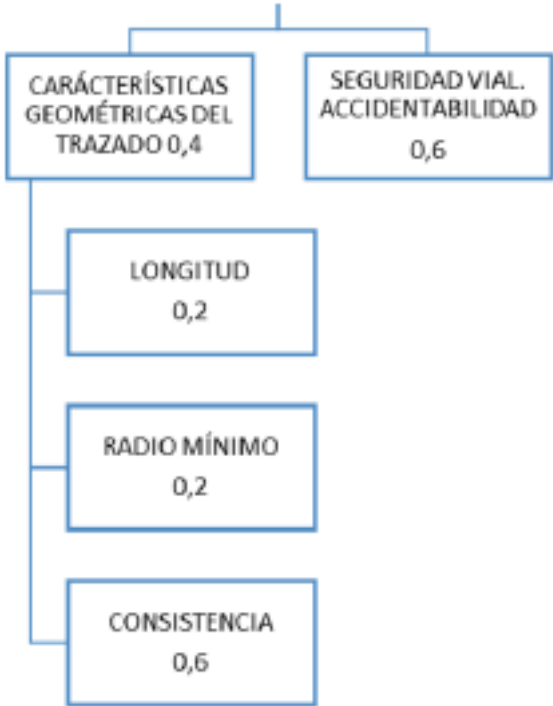 CARÁCTERÍSTICAS
GEOMÉTRICAS DEL
TRAZADO 0,4
SEGURIDAD VIAL.
ACCIDENTABILIDAD
0,6
LONGITUD
0,2
RADIO MÍNIMO
0,2
CONSISTENCIA
0,6